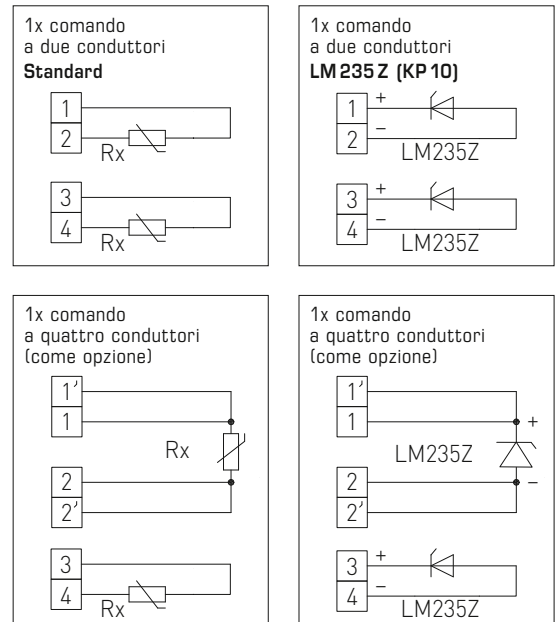 1x comando
a due conduttori
Standard
1
2
Rx
3
4
Rx
1x comando
a due conduttori
LM 235 Z (KP 10)
1 +
2 −
LM235Z
3 +
4 −
LM235Z
1x comando
a quattro conduttori
(come opzione)
1’
1
Rx
2
2’
3
4
Rx
1x comando
a quattro conduttori
(come opzione)
1’
1
+
LM235Z
2
−
2’
3 +
4 −
LM235Z